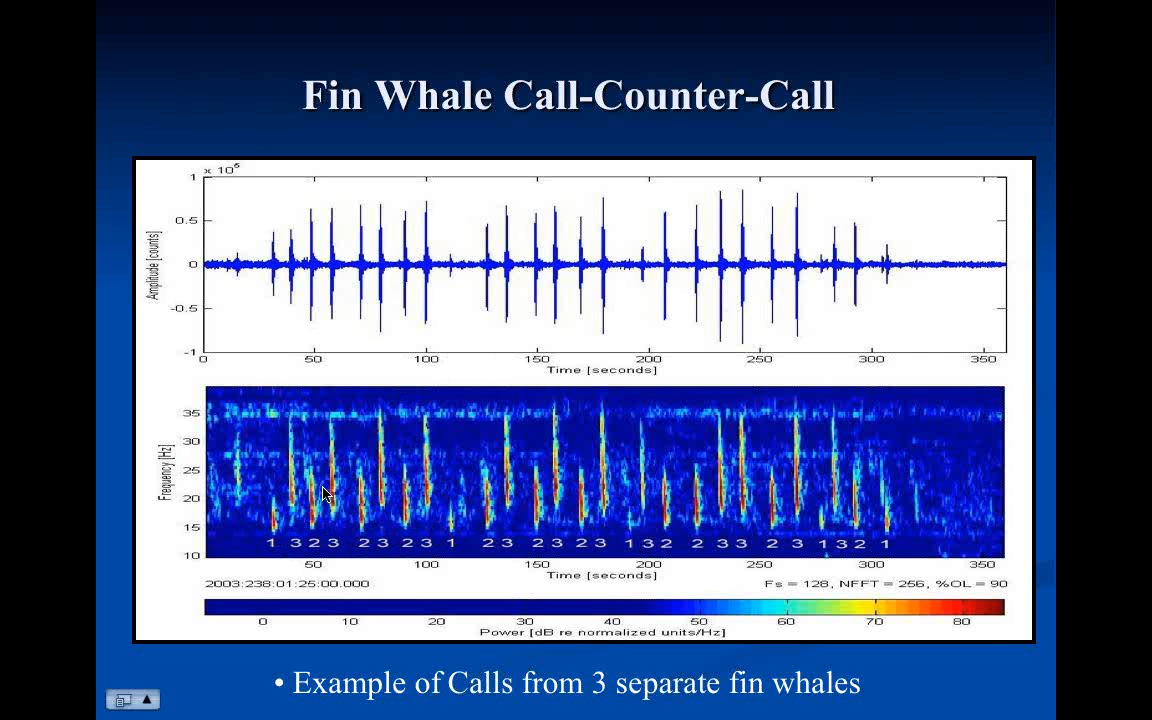 Fin Whale Call-Counter-Call
x 10⁵
1
0.5
0
-0.5
-1
Amplitude [counts]
0 50 100 150 200 250 300 350
Time [seconds]
35
30
25
20
15
10
Frequency [Hz]
1 3 2 3 2 3 2 3 1 2 3 2 3 2 3 1 3 2 2 3 3 2 3 1 3 2 1
50 100 150 200 250 300 350
Time [seconds]
2003:238:01:25:00.000 Fs = 128, NFFT = 256, %OL = 90
0 10 20 30 40 50 60 70 80
Power [dB re normalized units/Hz]
• Example of Calls from 3 separate fin whales